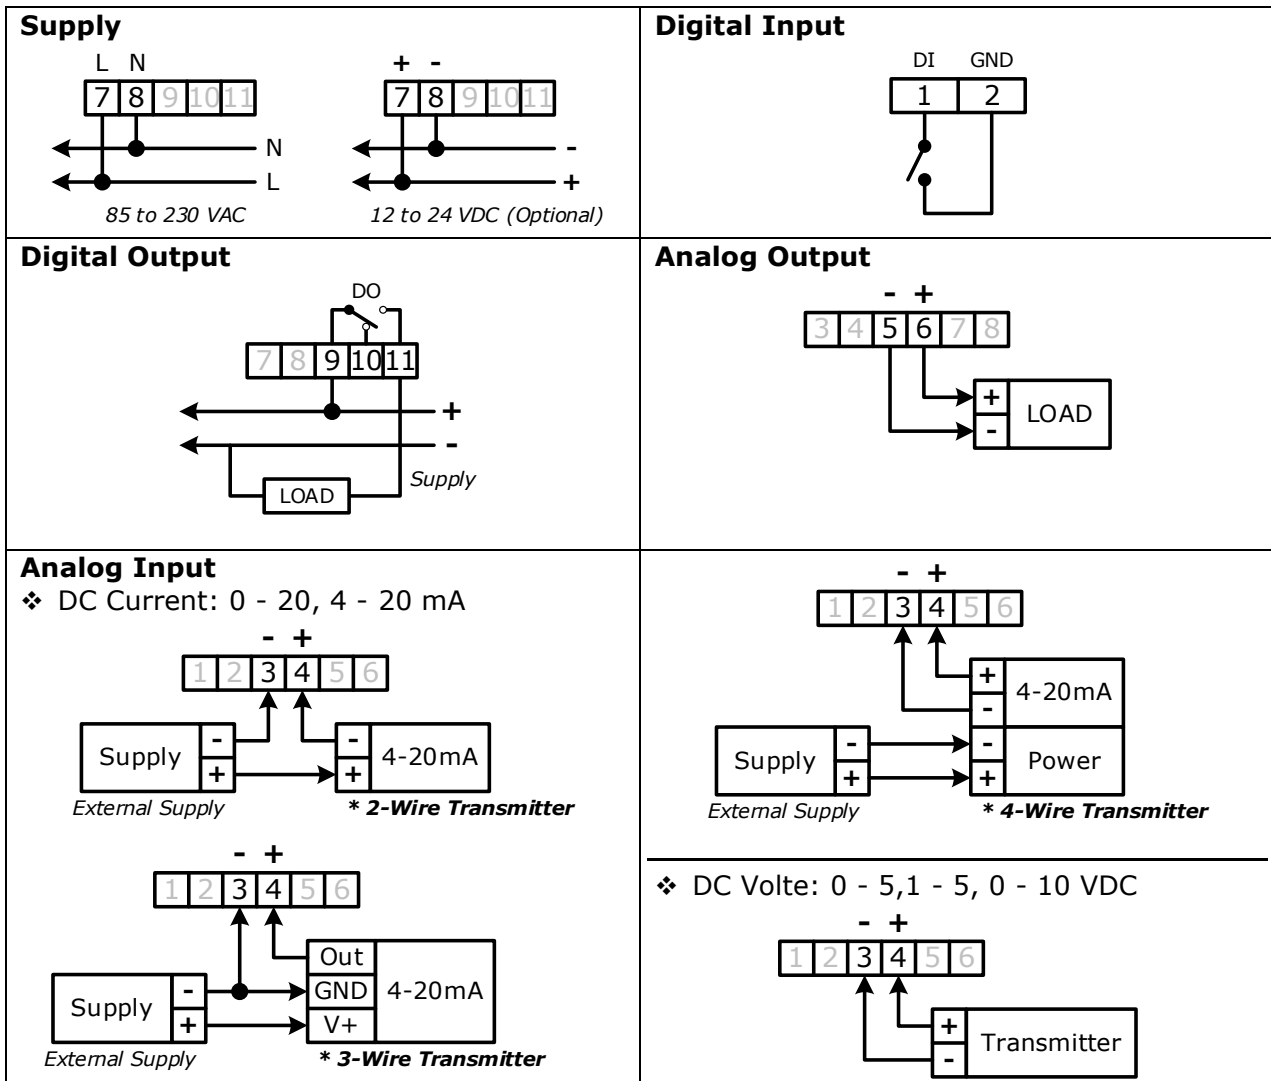 Supply
L N
7 8 9 10 11
N
L
85 to 230 VAC
+ -
7 8 9 10 11
-
+
12 to 24 VDC (Optional)
Digital Input
DI GND
1 2
Digital Output
DO
7 8 9 10 11
+
-
LOAD
Supply
Analog Output
- +
3 4 5 6 7 8
+
-
LOAD
Analog Input
❖ DC Current: 0 - 20, 4 - 20 mA
- +
1 2 3 4 5 6
Supply
-
+
-
+
4-20mA
External Supply
* 2-Wire Transmitter
- +
1 2 3 4 5 6
Supply
-
+
Out
GND
V+
4-20mA
External Supply
* 3-Wire Transmitter
- +
1 2 3 4 5 6
+
-
4-20mA
Supply
-
+
-
+
Power
External Supply
* 4-Wire Transmitter
❖ DC Volte: 0 - 5,1 - 5, 0 - 10 VDC
- +
1 2 3 4 5 6
+
-
Transmitter